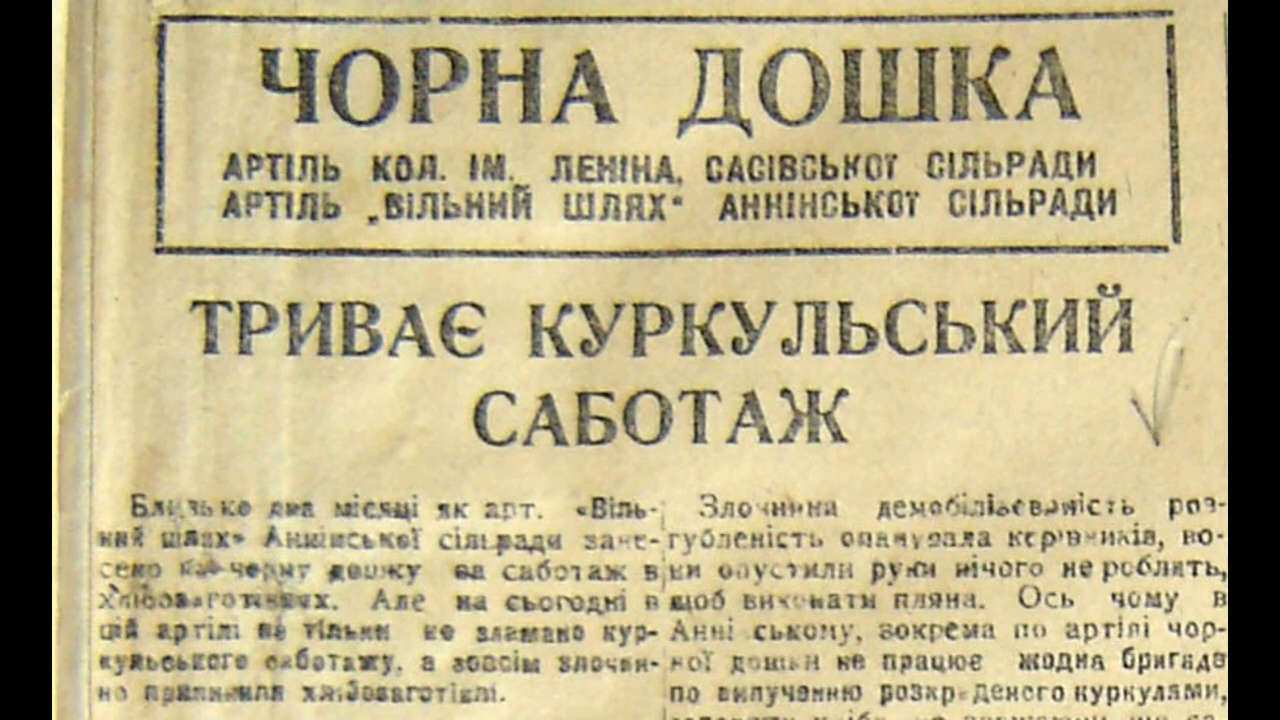 ЧОРНА ДОШКА
АРТІЛЬ КОЛ. ІМ. ЛЕНІНА, САСІВСЬКОЇ СІЛЬРАДИ
АРТІЛЬ „ВІЛЬНИЙ ШЛЯХ“ АННІНСЬКОЇ СІЛЬРАДИ
ТРИВАЄ КУРКУЛЬСЬКИЙ
САБОТАЖ
Близько два місяці як арт. «Віль-
ний шлях» Аннінської сільради зане-
сено на чорну дошку за саботаж в
хлібозаготівлях. Але на сьогодні в
цій артілі не тільки не зламано кур-
кульського саботажу, а зовсім злочин-
но припинили хлібозаготівлі.
Злочинна демобілізованість роз-
губленість опанувала керівників, во-
ни опустили руки нічого не роблять,
щоб виконати пляна. Ось чому в
Анні ському, зокрема по артілі чор-
ної дошки не працює жодна бригада
по вилученню розкраденого куркулями,